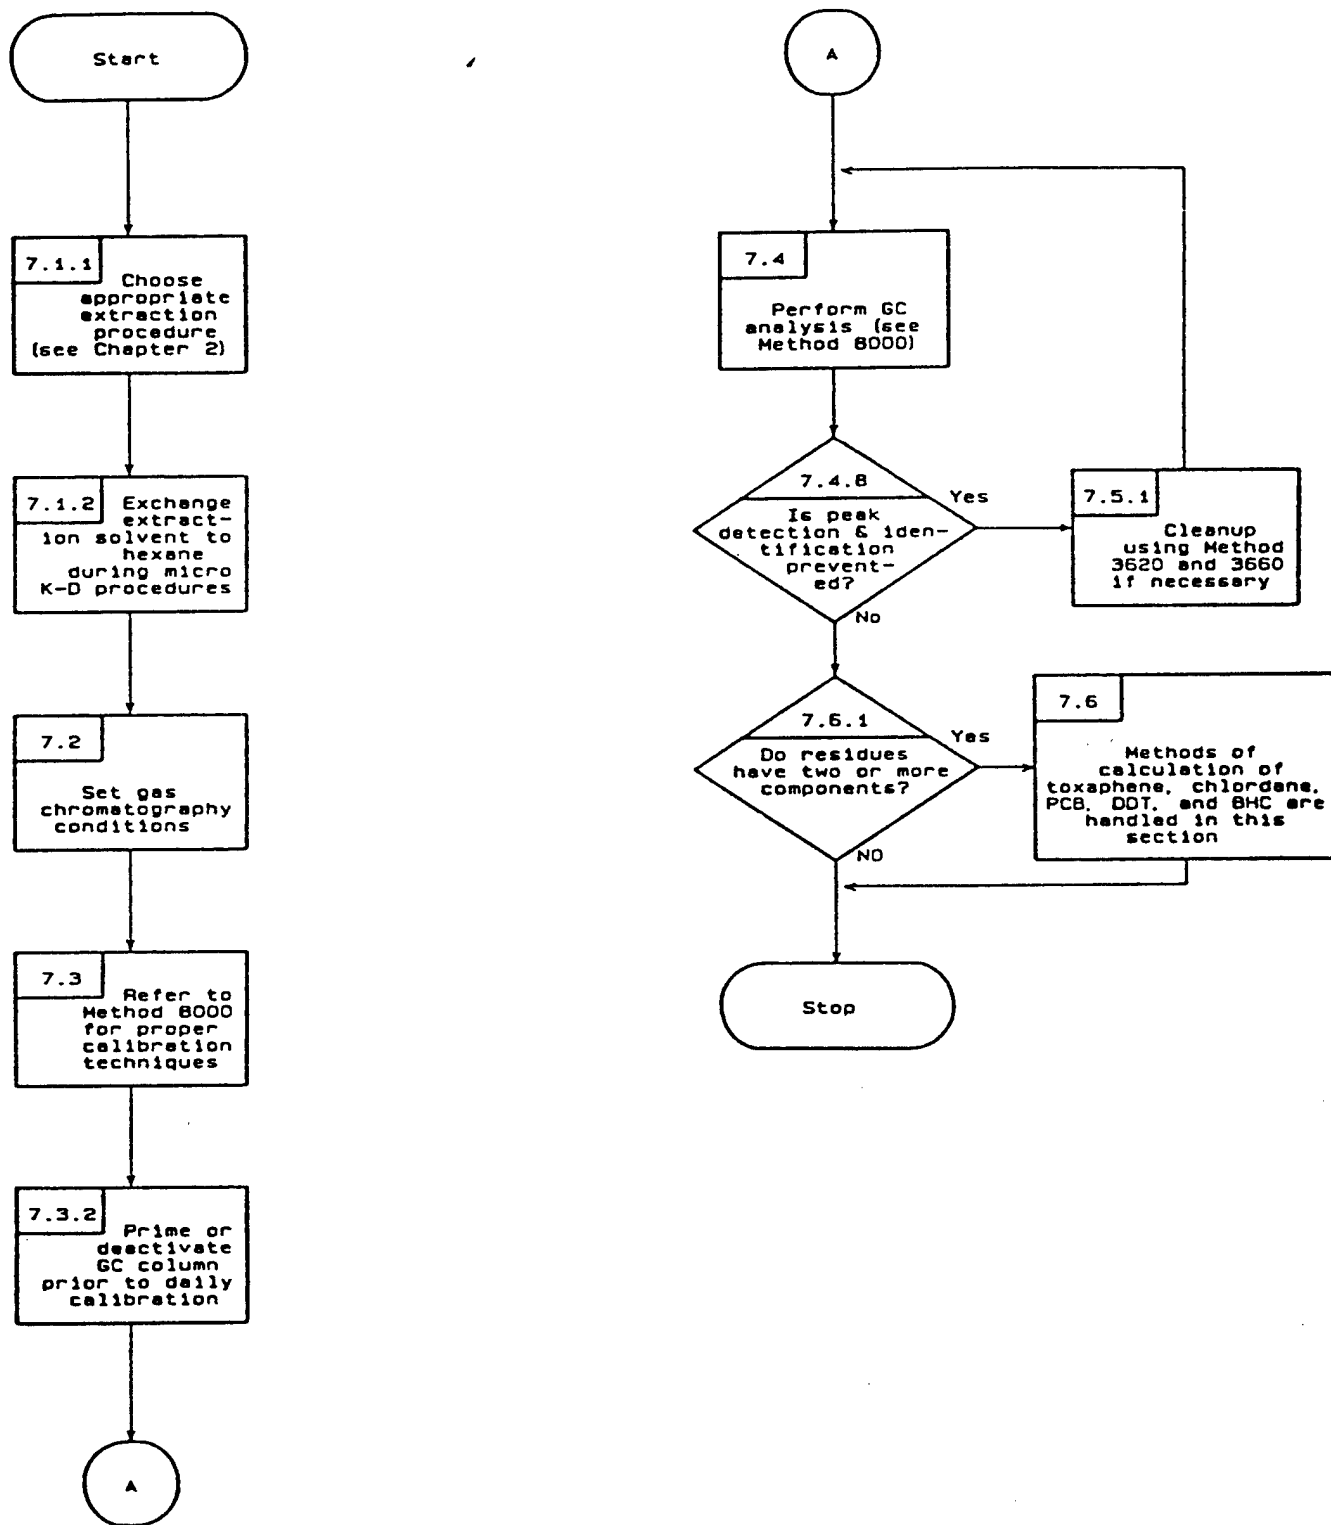 Start
7.1.1
Choose
appropriate
extraction
procedure
(see Chapter 2)
7.1.2
Exchange
extract-
ion solvent to
hexane
during micro
K-D procedures
7.2
Set gas
chromatography
conditions
7.3
Refer to
Method 8000
for proper
calibration
techniques
7.3.2
Prime or
deactivate
GC column
prior to daily
calibration
A
A
7.4
Perform GC
analysis (see
Method 8000)
7.4.8
Is peak
detection & iden-
tification
prevent-
ed?
Yes
No
7.5.1
Cleanup
using Method
3620 and 3660
if necessary
7.6.1
Do residues
have two or more
components?
Yes
NO
7.6
Methods of
calculation of
toxaphene, chlordane,
PCB, DDT, and BHC are
handled in this
section
Stop